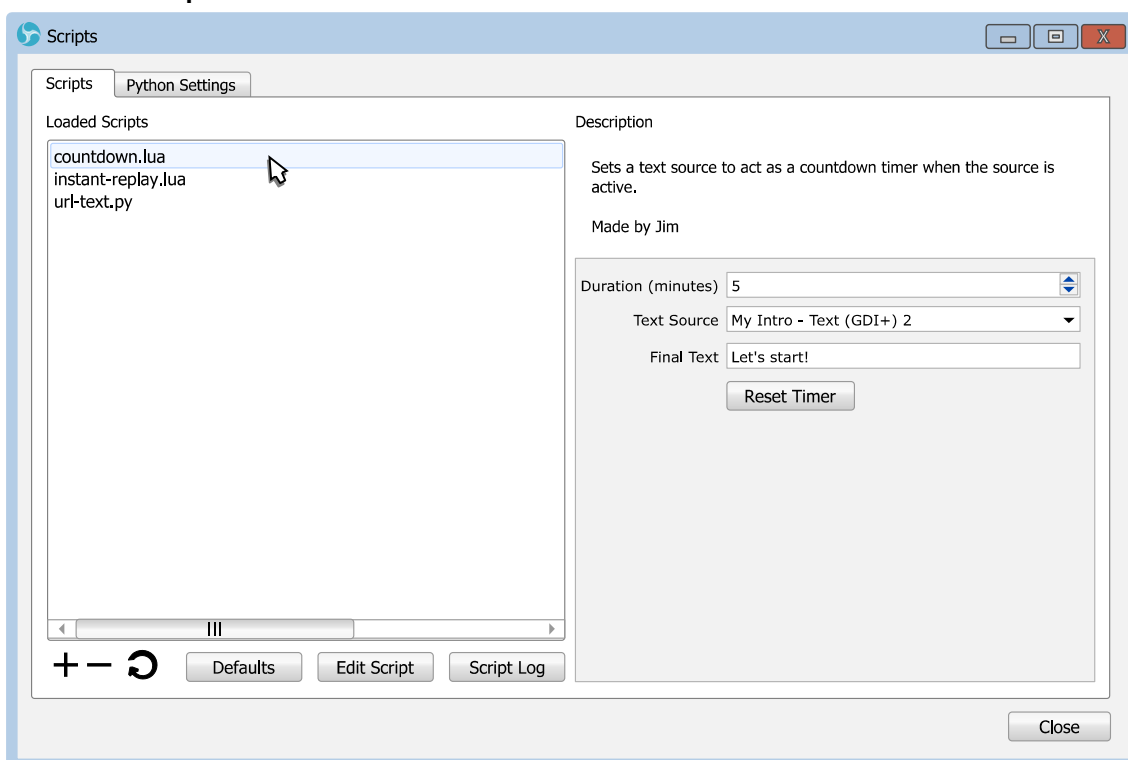 Scripts
X
Scripts
Python Settings
Loaded Scripts
countdown.lua
instant-replay.lua
url-text.py
Defaults
Edit Script
Script Log
Description
Sets a text source to act as a countdown timer when the source is
active.
Made by Jim
Duration (minutes) 5
Text Source My Intro - Text (GDI+) 2
Final Text Let's start!
Reset Timer
Close